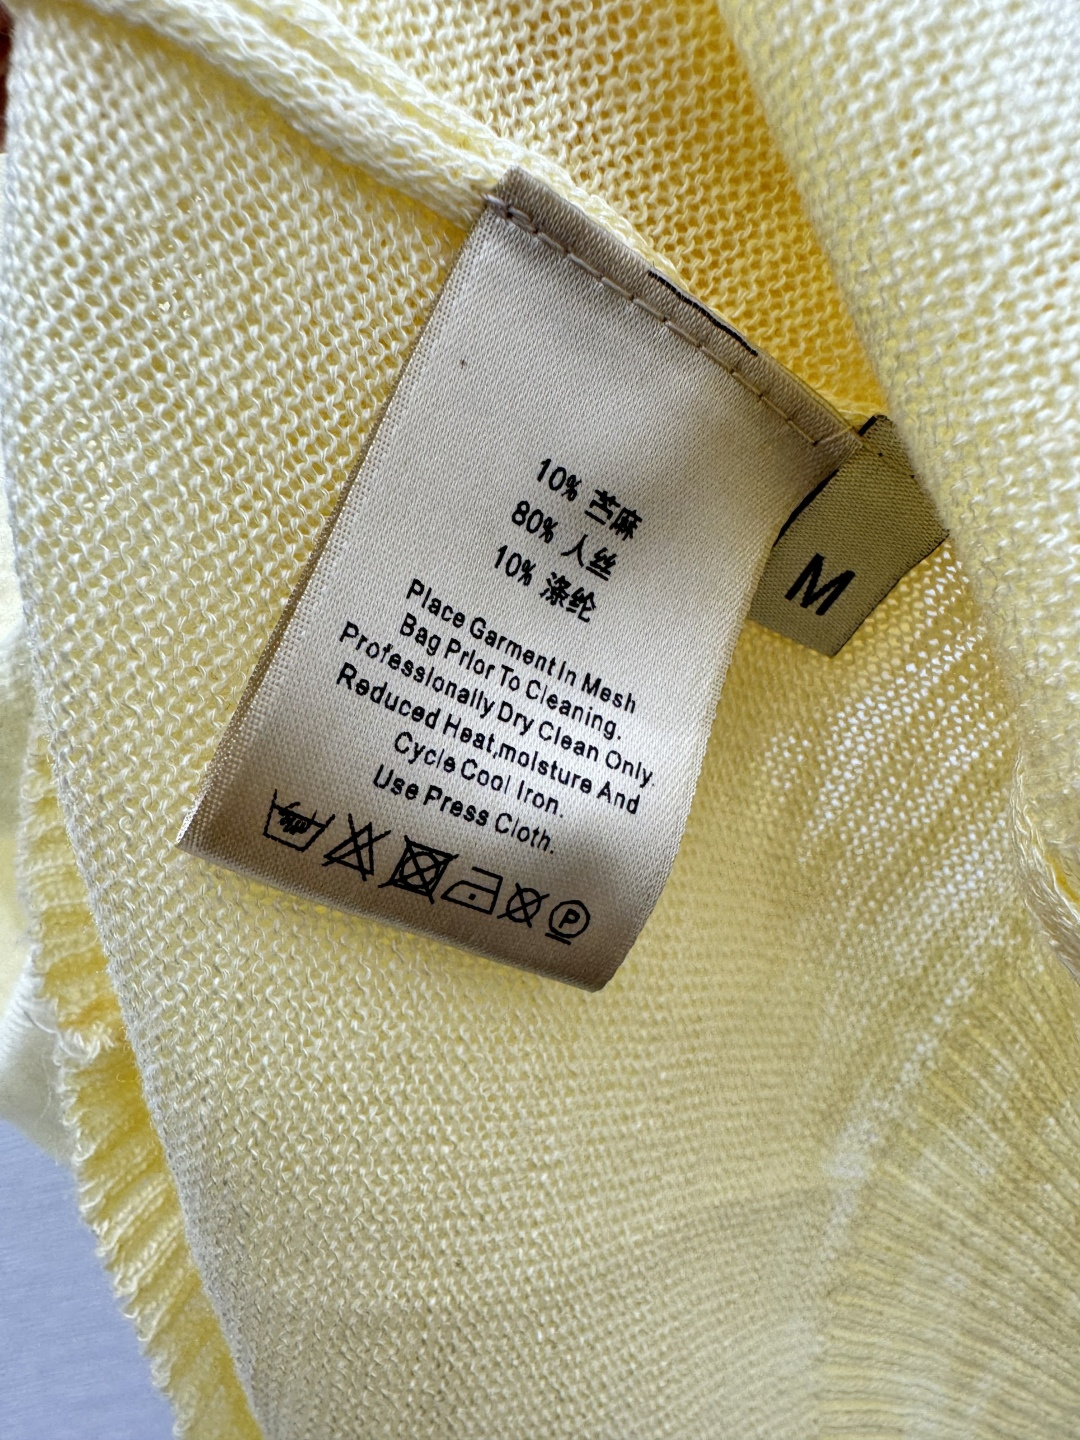 10% 苎麻
80% 人丝
10% 涤纶
Place Garment In Mesh
Bag Prior To Cleaning.
Professionally Dry Clean Only.
Reduced Heat,moisture And
Cycle Cool Iron.
Use Press Cloth.
P
M